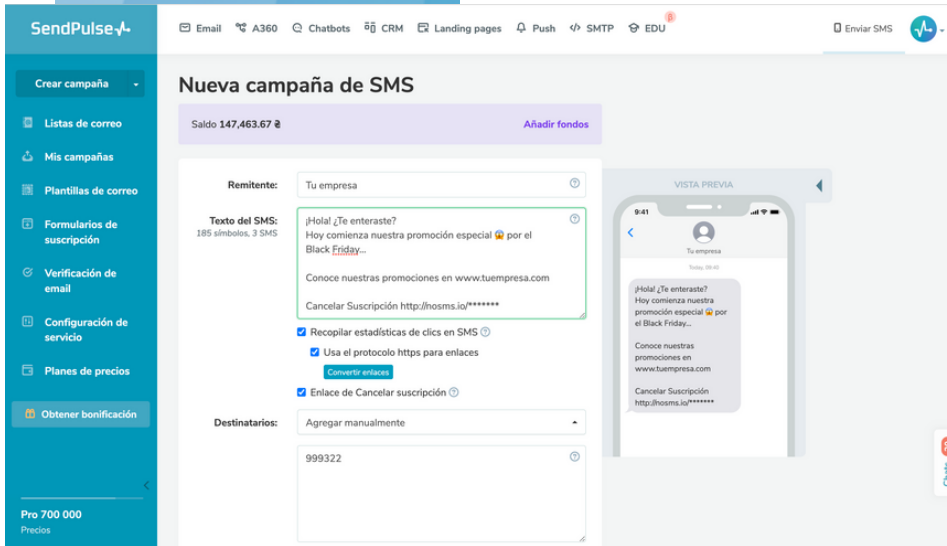 SendPulse
Email A360 Chatbots CRM Landing pages Push SMTP EDU β Enviar SMS
Crear campaña
Listas de correo
Mis campañas
Plantillas de correo
Formularios de
suscripción
Verificación de
email
Configuración de
servicio
Planes de precios
Obtener bonificación
Pro 700 000
Precios
Nueva campaña de SMS
Saldo 147,463.67 ₴ Añadir fondos
Remitente: Tu empresa
Texto del SMS:
185 símbolos, 3 SMS
¡Hola! ¿Te enteraste?
Hoy comienza nuestra promoción especial 😱 por el
Black Friday...
Conoce nuestras promociones en www.tuempresa.com
Cancelar Suscripción http://nosms.io/*******
Recopilar estadísticas de clics en SMS
Usa el protocolo https para enlaces
Convertir enlaces
Enlace de Cancelar suscripción
Destinatarios: Agregar manualmente
999322
VISTA PREVIA
9:41
Tu empresa
¡Hola! ¿Te enteraste?
Hoy comienza nuestra
promoción especial 😱 por
el Black Friday...
Conoce nuestras
promociones en
www.tuempresa.com
Cancelar Suscripción
http://nosms.io/*******